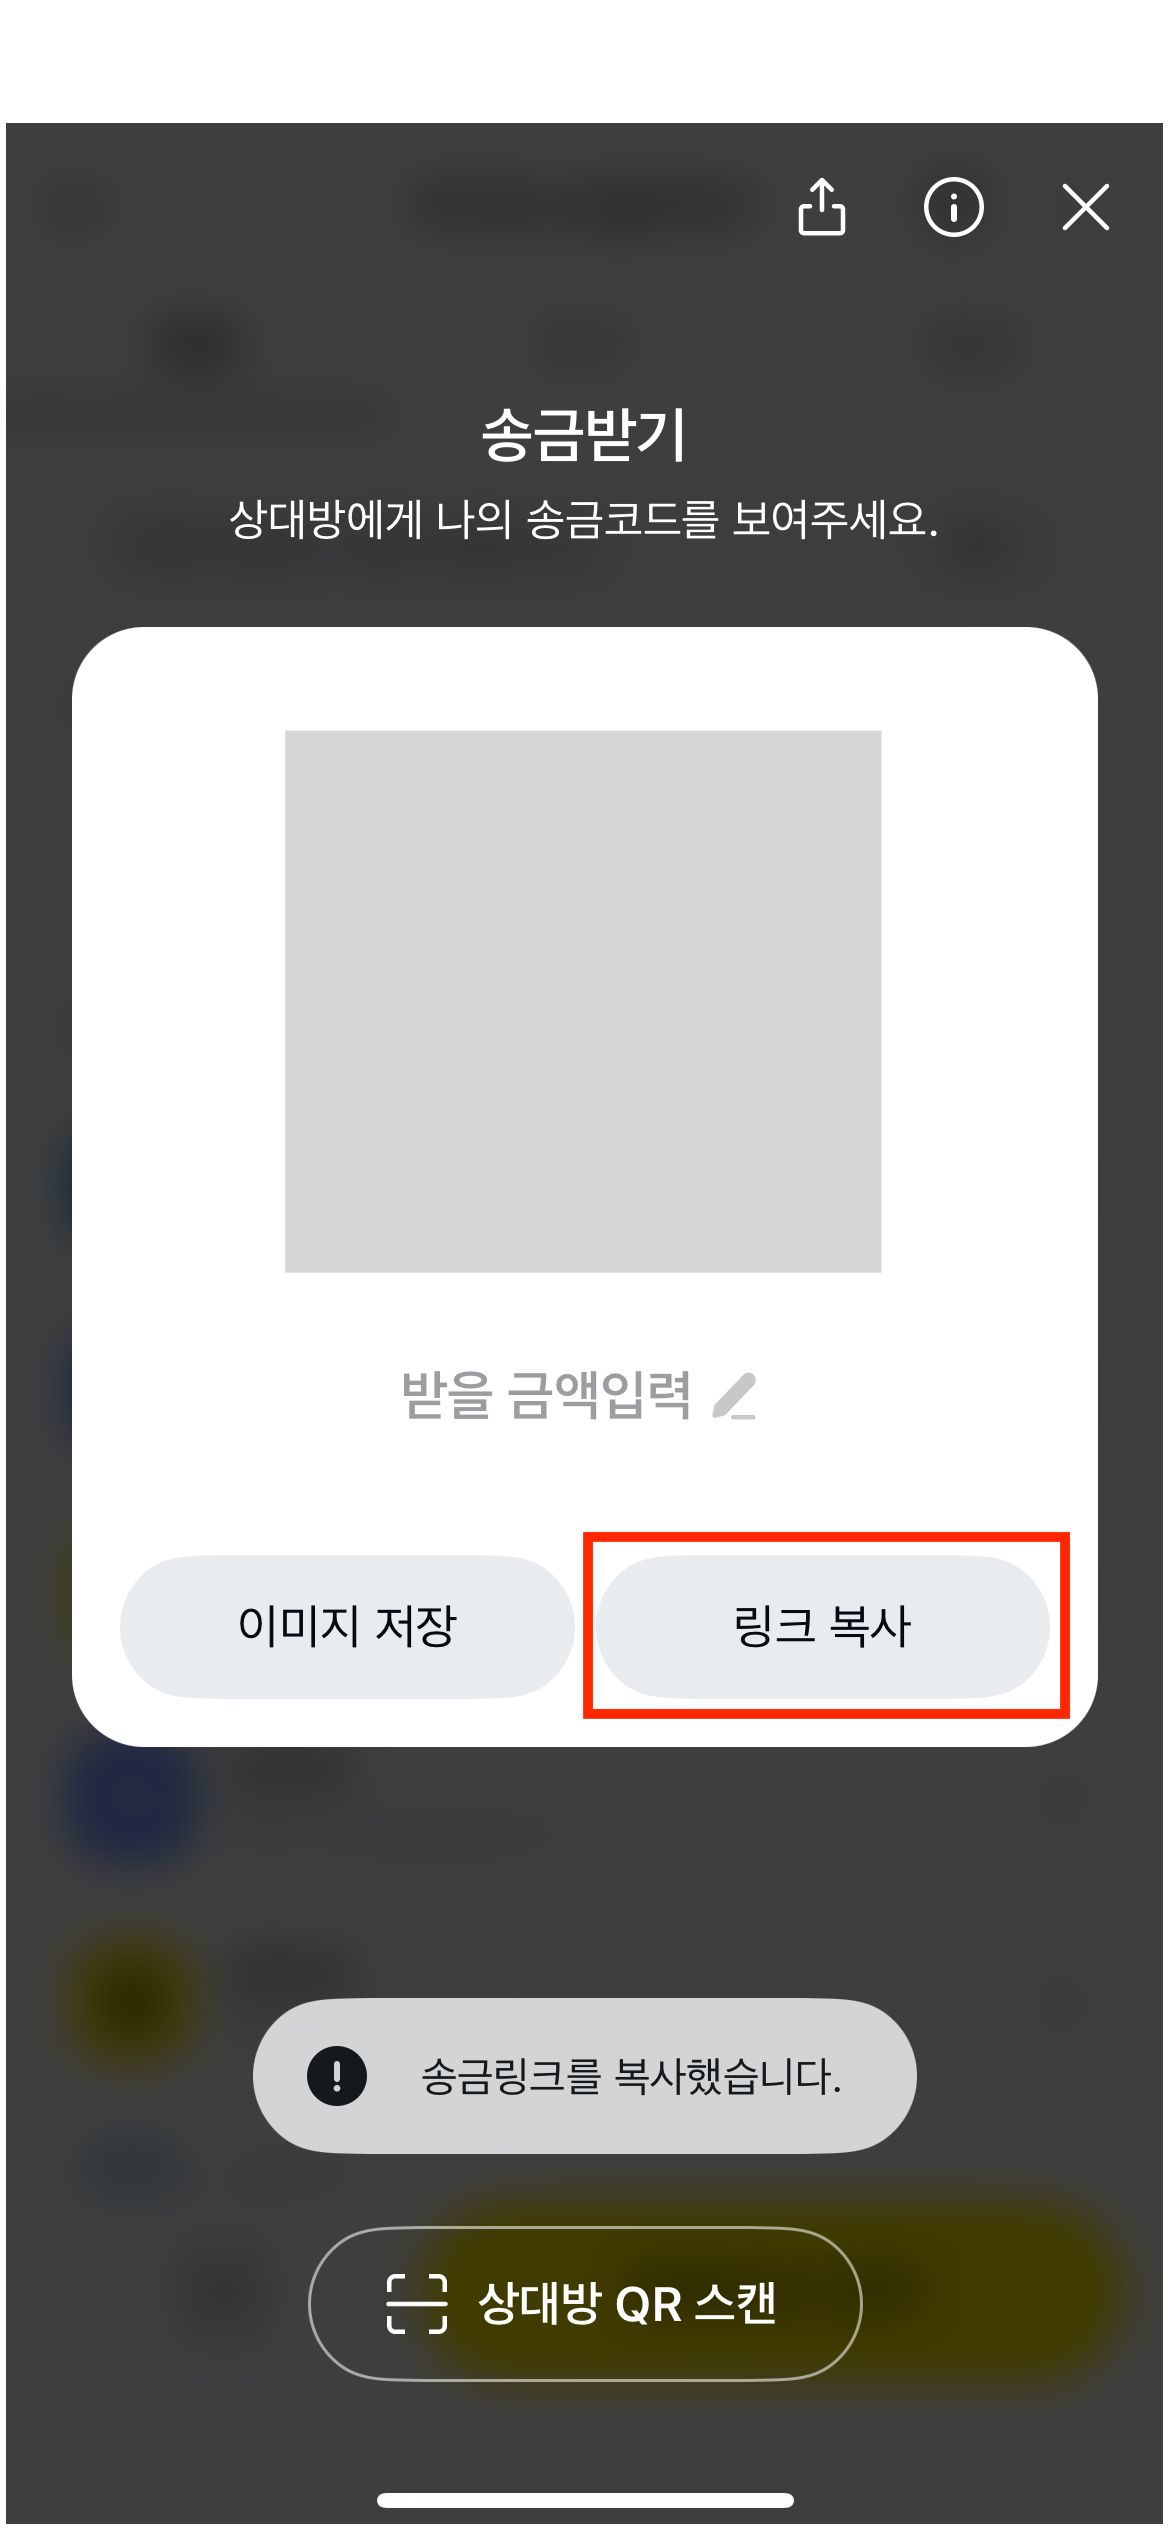 송금받기
상대방에게 나의 송금코드를 보여주세요.
받을 금액입력
이미지 저장
링크 복사
송금링크를 복사했습니다.
상대방 QR 스캔